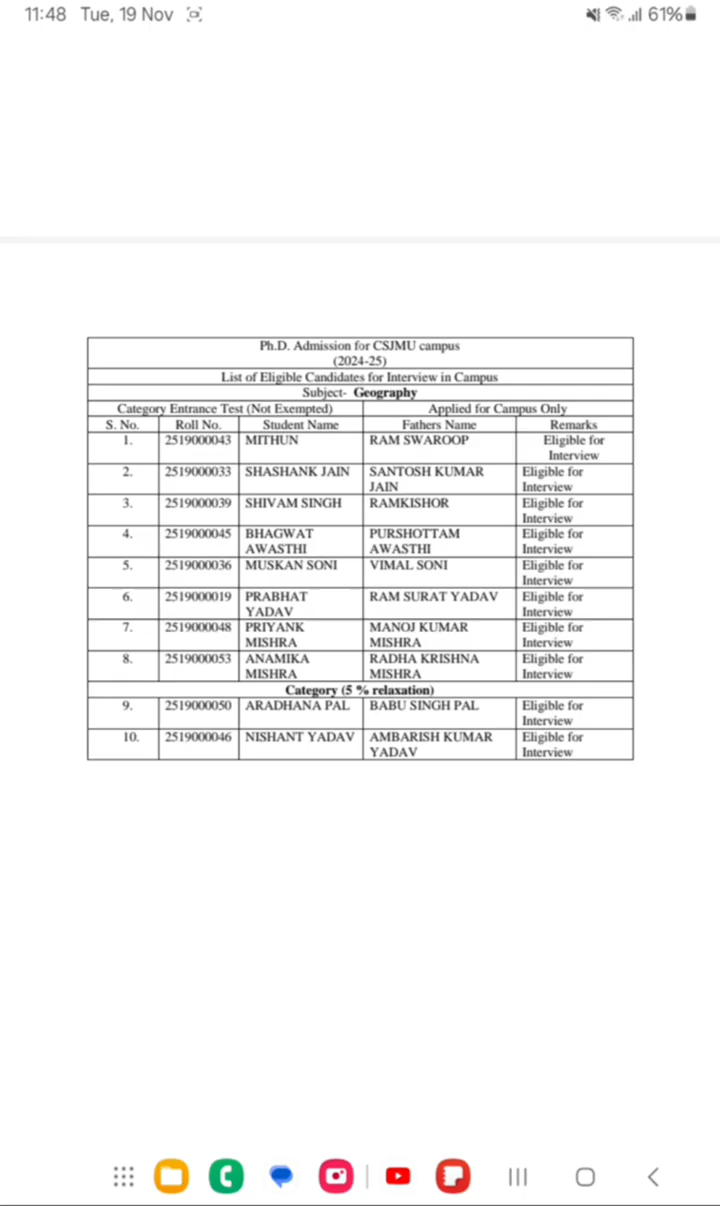 11:48 Tue, 19 Nov 61%
Ph.D. Admission for CSJMU campus
(2024-25)
List of Eligible Candidates for Interview in Campus
Subject- Geography
Category Entrance Test (Not Exempted) Applied for Campus Only
S. No. Roll No. Student Name Fathers Name Remarks
1. 2519000043 MITHUN RAM SWAROOP Eligible for
Interview
2. 2519000033 SHASHANK JAIN SANTOSH KUMAR Eligible for
JAIN Interview
3. 2519000039 SHIVAM SINGH RAMKISHOR Eligible for
Interview
4. 2519000045 BHAGWAT PURSHOTTAM Eligible for
AWASTHI AWASTHI Interview
5. 2519000036 MUSKAN SONI VIMAL SONI Eligible for
Interview
6. 2519000019 PRABHAT RAM SURAT YADAV Eligible for
YADAV Interview
7. 2519000048 PRIYANK MANOJ KUMAR Eligible for
MISHRA MISHRA Interview
8. 2519000053 ANAMIKA RADHA KRISHNA Eligible for
MISHRA MISHRA Interview
Category (5 % relaxation)
9. 2519000050 ARADHANA PAL BABU SINGH PAL Eligible for
Interview
10. 2519000046 NISHANT YADAV AMBARISH KUMAR Eligible for
YADAV Interview